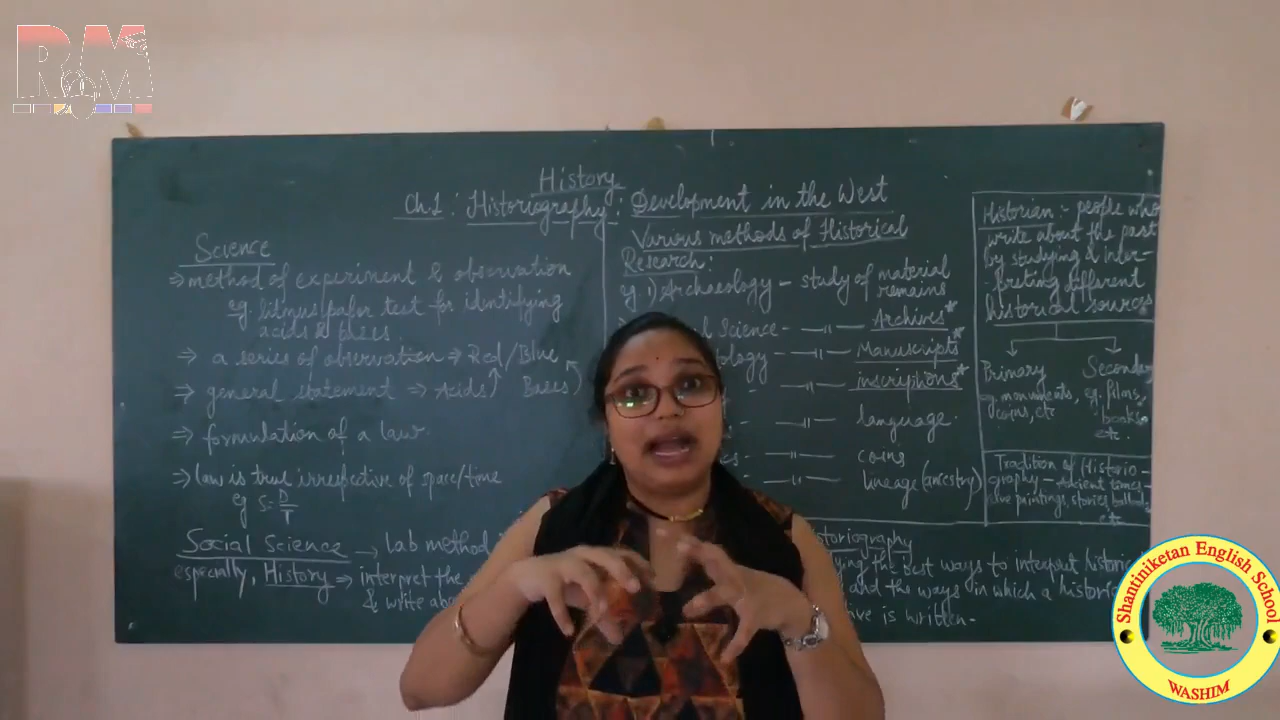 RM
History
Ch.1 : Historiography : Development in the West
Science
⇒ method of experiment & observation
eg. litmus paper test for identifying
acids & bases
⇒ a series of observation ⇒ Red/Blue
⇒ general statement ⇒ Acids Bases
⇒ formulation of a law.
⇒ law is true irrespective of space/time
eg S = D
T
Social Science → Lab method
especially, History ⇒ interpret the
& write abo
Various methods of Historical
Research :
eg 1) Archaeology - study of material
remains
l Science - —||— Archives*
ology - —||— Manuscripts*
—||— inscriptions*
—||— language.
—||— coins
—||— lineage (ancestry)
storiography
ying the best ways to interpret historic
and the ways in which a historic
ve is written.
Historian :- people who
write about the past
by studying & inter-
preting different
historical sources
Primary Secondary
eg. monuments, eg. films,
coins, etc books
etc.
Tradition of Historio -
graphy - Ancient times -
cave paintings, stories, ballads,
etc
Shantiniketan English School
WASHIM